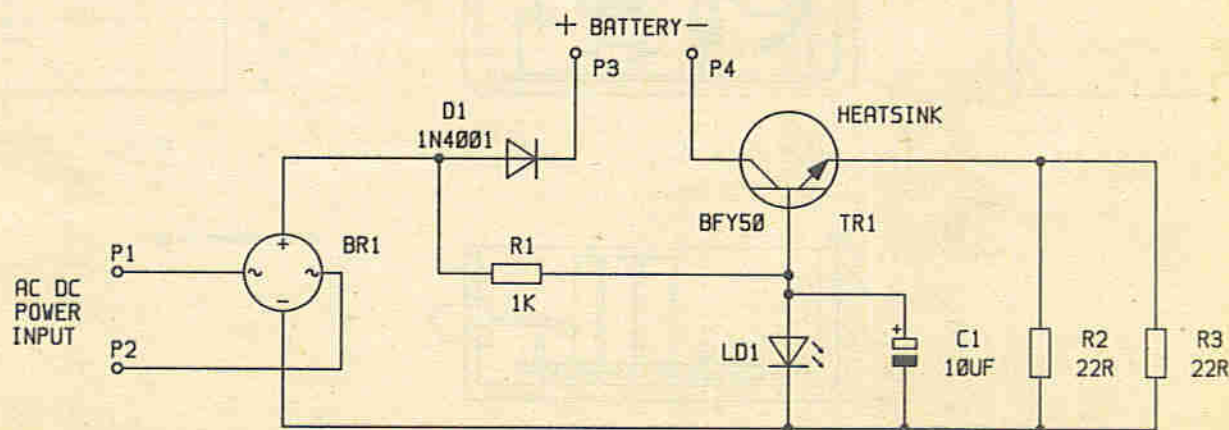 + BATTERY −
P3
P4
D1
1N4001
HEATSINK
BFY50
TR1
P1
+
~
~
−
BR1
R1
1K
AC DC
POWER
INPUT
P2
LD1
+
C1
10UF
R2
22R
R3
22R